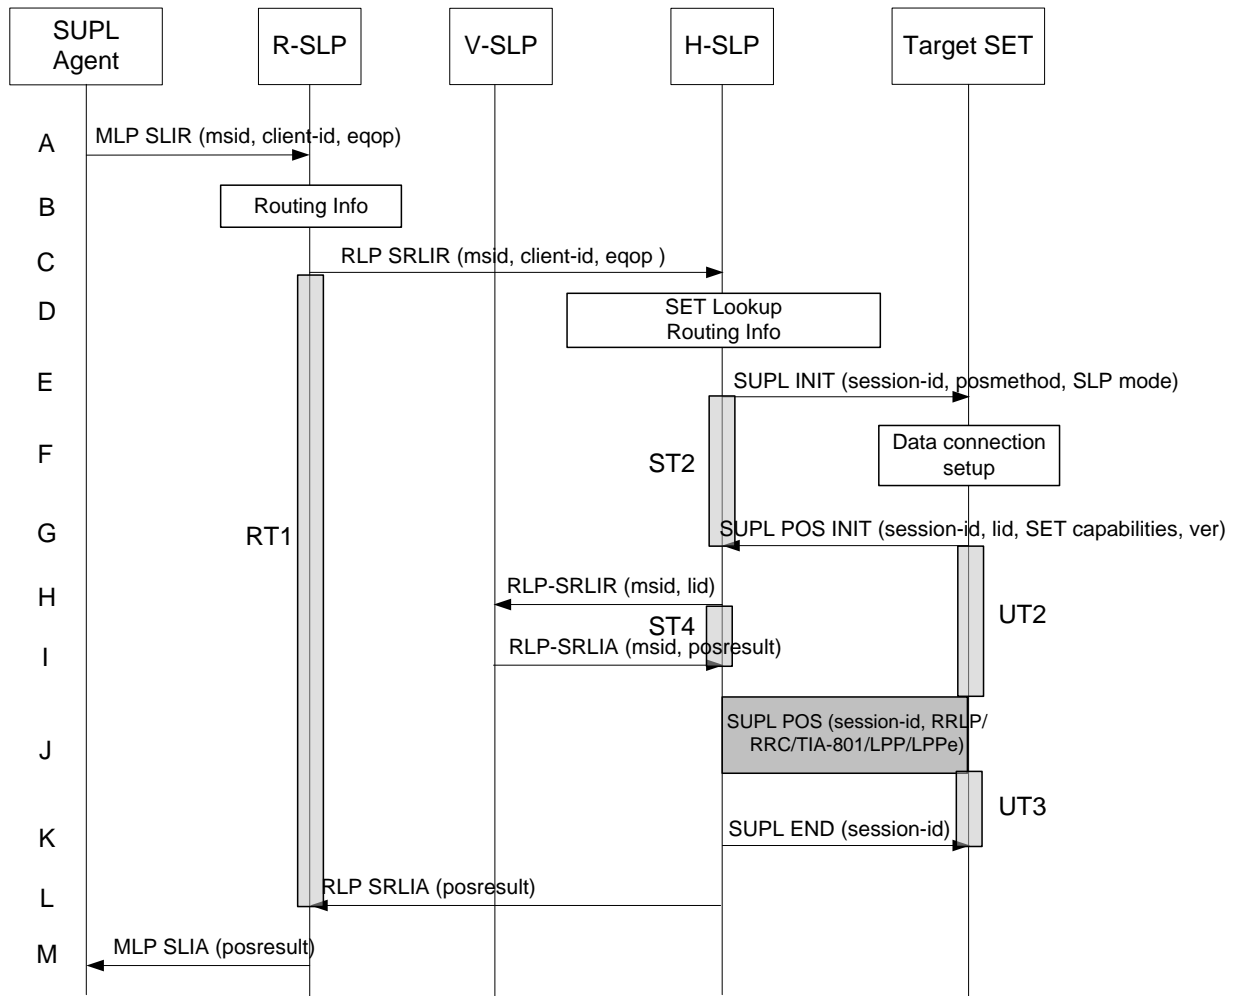 SUPL
Agent
R-SLP
V-SLP
H-SLP
Target SET
A
MLP SLIR (msid, client-id, eqop)
B
Routing Info
C
RLP SRLIR (msid, client-id, eqop )
D
SET Lookup
Routing Info
E
SUPL INIT (session-id, posmethod, SLP mode)
F
ST2
Data connection
setup
G
RT1
SUPL POS INIT (session-id, lid, SET capabilities, ver)
H
RLP-SRLIR (msid, lid)
ST4
UT2
I
RLP-SRLIA (msid, posresult)
J
SUPL POS (session-id, RRLP/
RRC/TIA-801/LPP/LPPe)
UT3
K
SUPL END (session-id)
L
RLP SRLIA (posresult)
M
MLP SLIA (posresult)